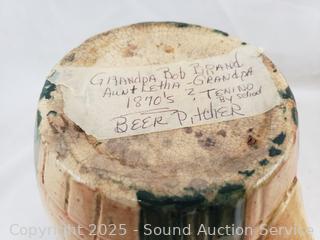 GRANDPA BOB BRAND
AUNT LETHA - GRANDPA
1870'S ? - TENINO
BY School
BEER PITCHER
Copyright 2025 - Sound Auction Service